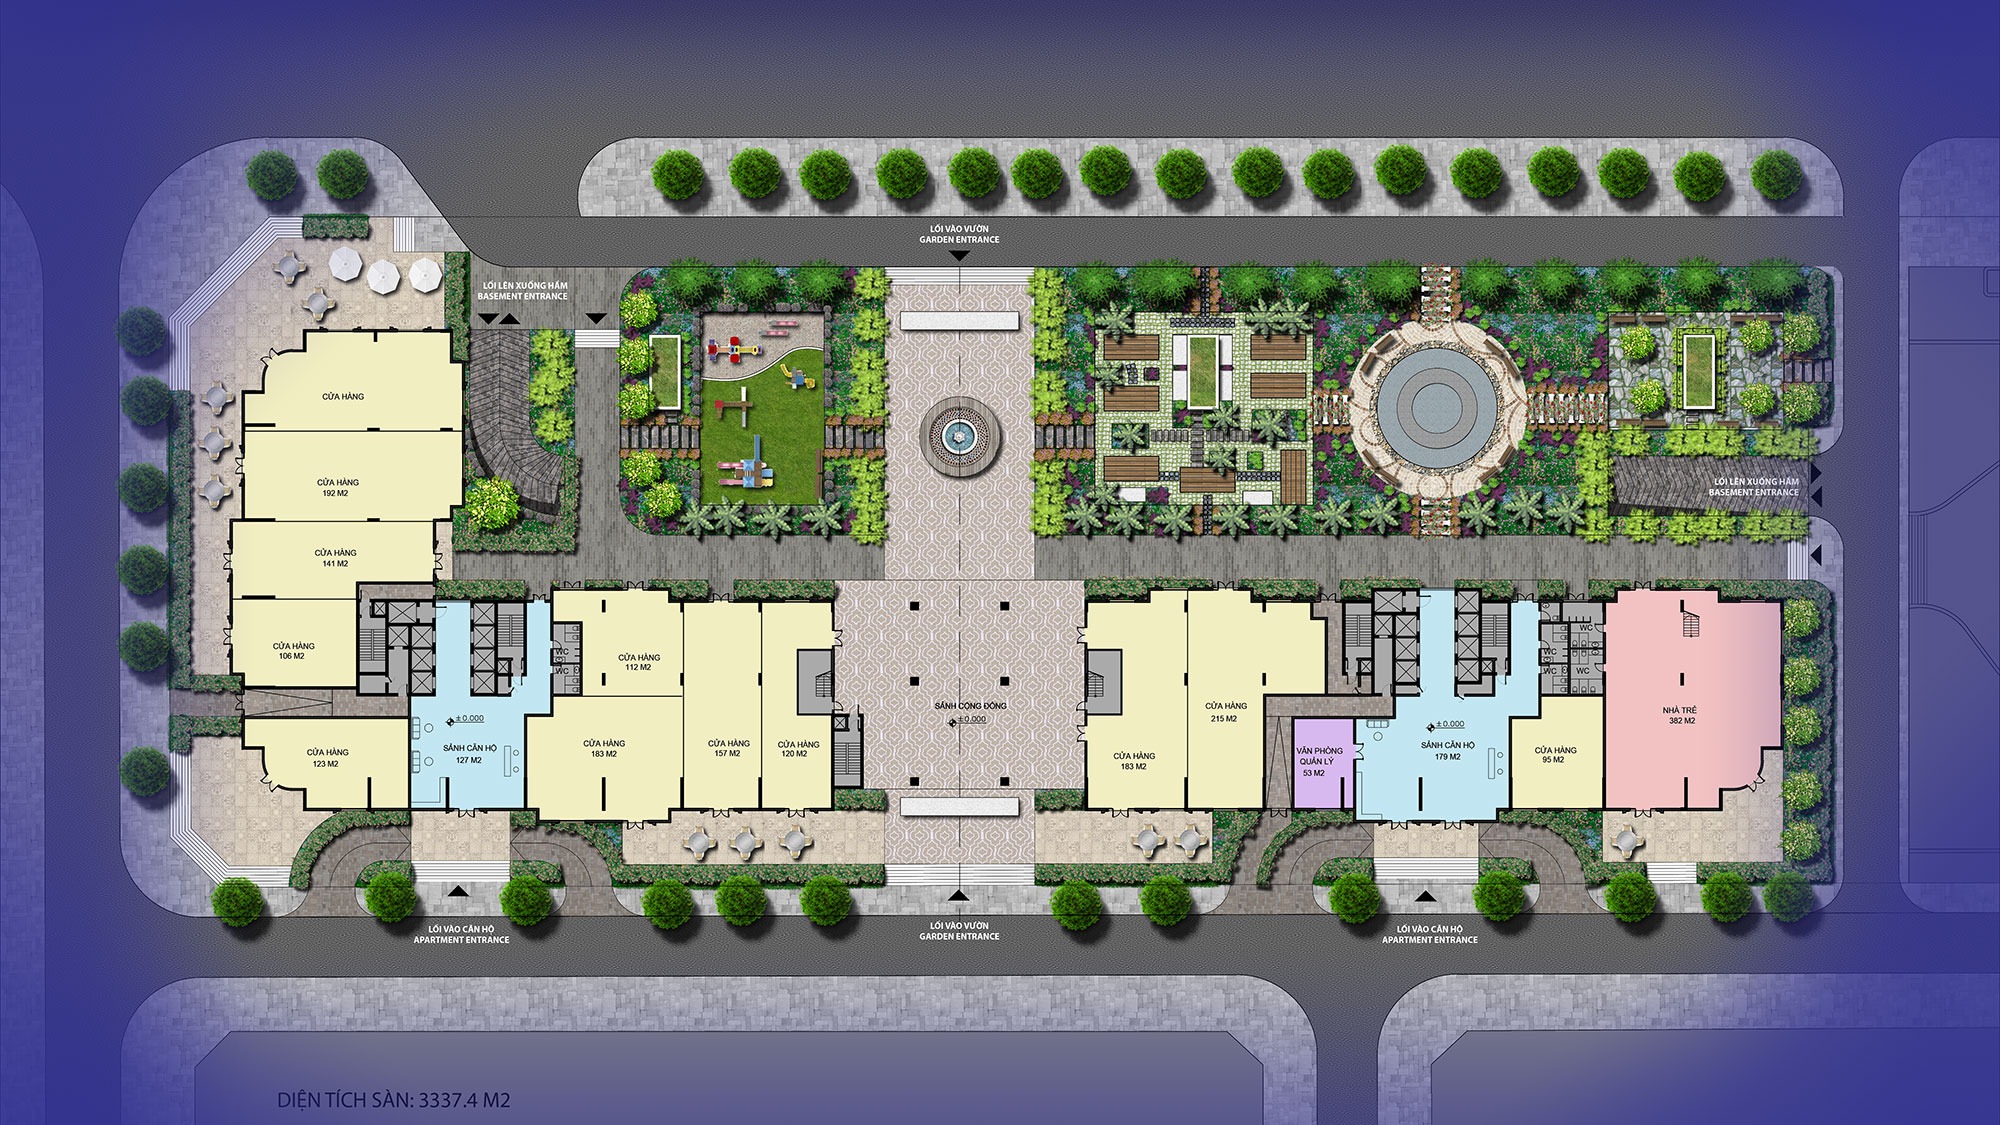 LỐI VÀO VƯỜN
GARDEN ENTRANCE
LỐI LÊN XUỐNG HẦM
BASEMENT ENTRANCE
CỬA HÀNG
CỬA HÀNG
192 M2
LỐI LÊN XUỐNG HẦM
BASEMENT ENTRANCE
CỬA HÀNG
141 M2
CỬA HÀNG
106 M2
WC
WC
CỬA HÀNG
112 M2
WC
WC
WC
WC
SẢNH CỘNG ĐỒNG
±0.000
CỬA HÀNG
215 M2
NHÀ TRẺ
382 M2
±0.000
±0.000
CỬA HÀNG
123 M2
SẢNH CĂN HỘ
127 M2
CỬA HÀNG
183 M2
CỬA HÀNG
157 M2
CỬA HÀNG
120 M2
CỬA HÀNG
183 M2
VĂN PHÒNG
QUẢN LÝ
53 M2
SẢNH CĂN HỘ
179 M2
CỬA HÀNG
95 M2
LỐI VÀO CĂN HỘ
APARTMENT ENTRANCE
LỐI VÀO VƯỜN
GARDEN ENTRANCE
LỐI VÀO CĂN HỘ
APARTMENT ENTRANCE
DIỆN TÍCH SÀN: 3337.4 M2